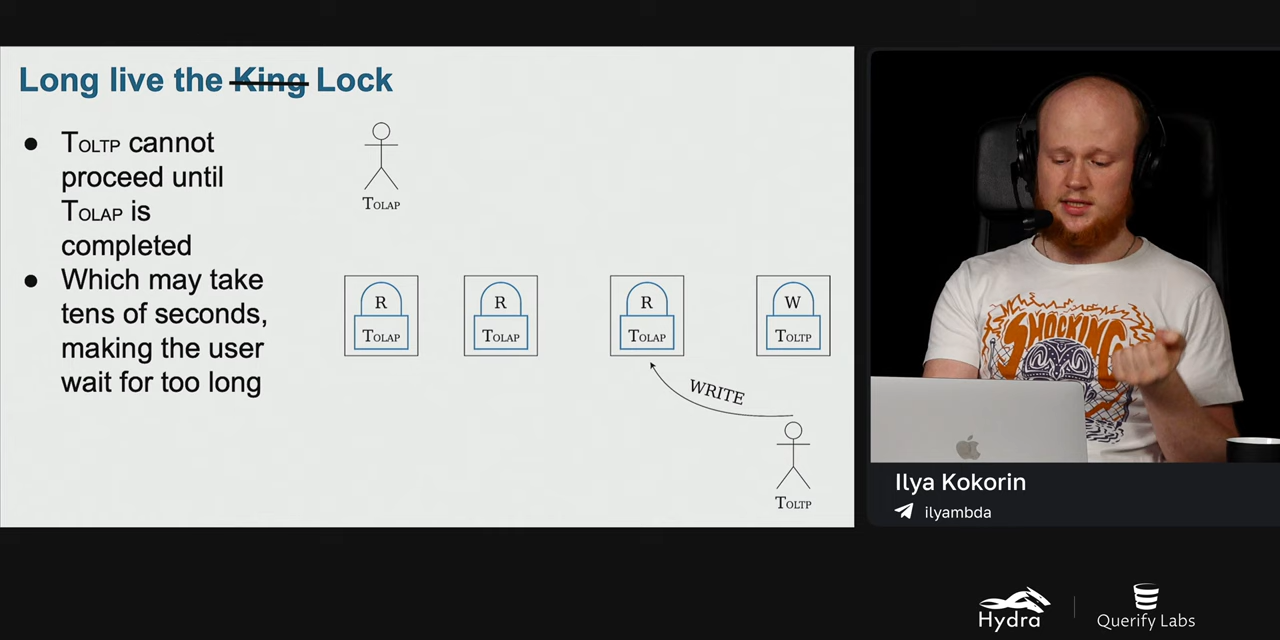 Long live the King Lock
● TOLTP cannot
proceed until
TOLAP is
completed
● Which may take
tens of seconds,
making the user
wait for too long
TOLAP
R
TOLAP
R
TOLAP
R
TOLAP
W
TOLTP
WRITE
TOLTP
SHOCKING
Ilya Kokorin
ilyambda
Hydra
Querify Labs